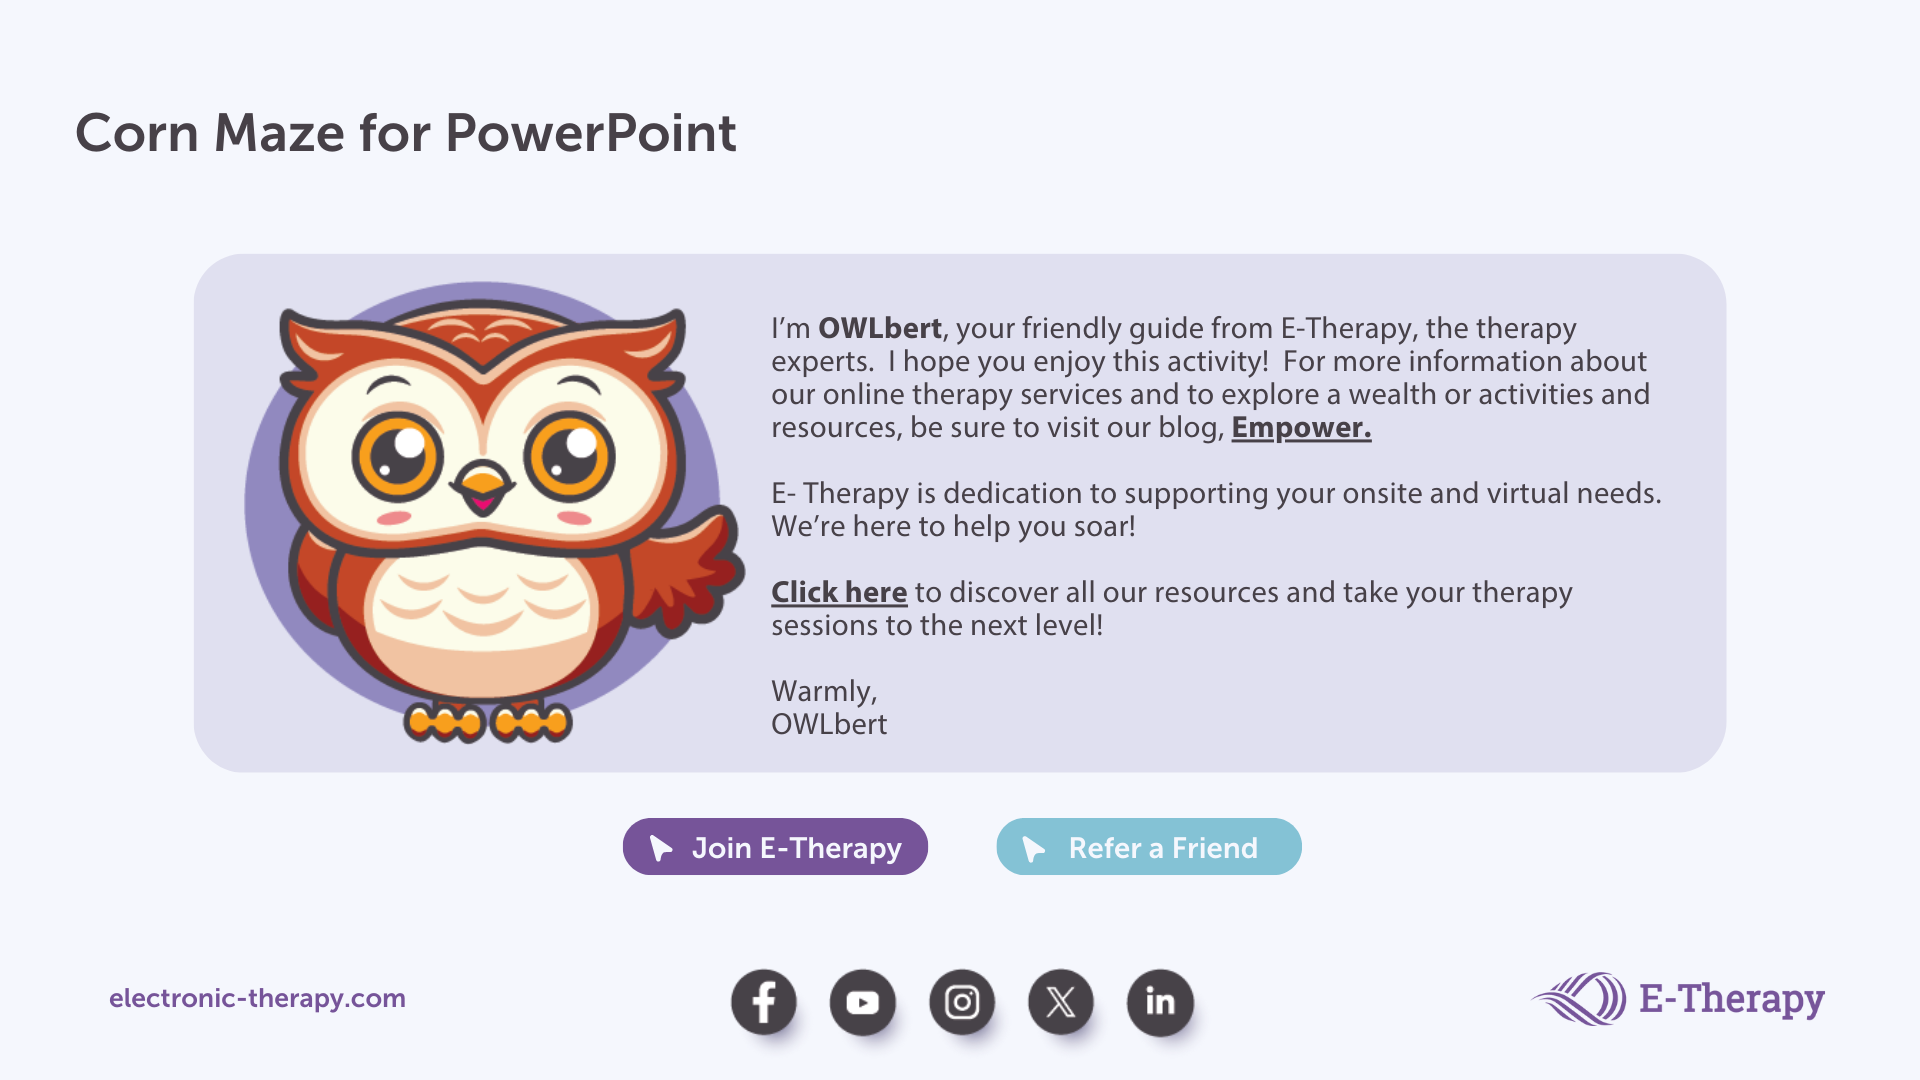 Corn Maze for PowerPoint
I'm OWLbert, your friendly guide from E-Therapy, the therapy
experts.  I hope you enjoy this activity!  For more information about
our online therapy services and to explore a wealth or activities and
resources, be sure to visit our blog, Empower.
E- Therapy is dedication to supporting your onsite and virtual needs.
We're here to help you soar!
Click here to discover all our resources and take your therapy
sessions to the next level!
Warmly,
OWLbert
Join E-Therapy
Refer a Friend
electronic-therapy.com
E-Therapy